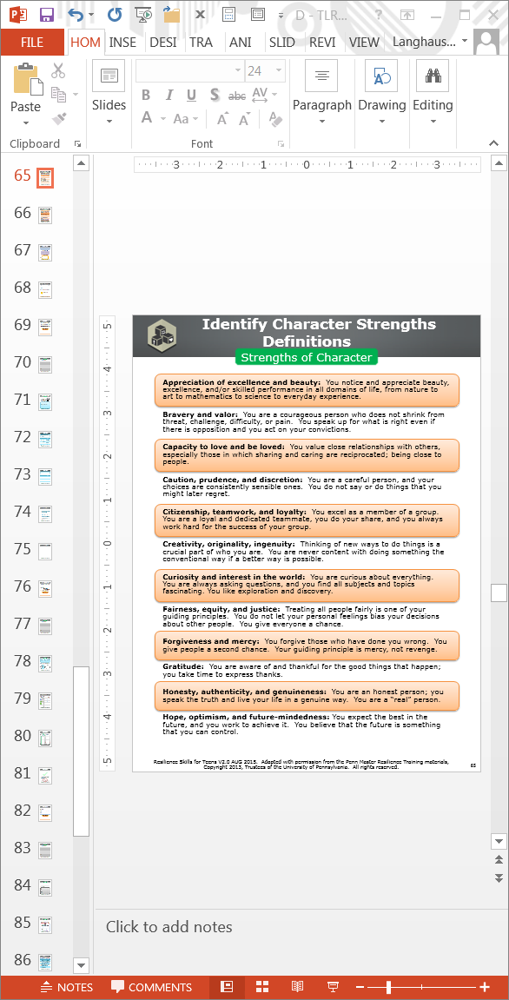 D - TLR... ?
FILE HOM INSE DESI TRA ANI SLID REVI VIEW Langhaus...
24
B I U S abc AV
A Aa A A
Paste Slides Paragraph Drawing Editing
Clipboard Font
3 2 1 0 1 2 3
65
66
67
68
69
70
71
72
73
74
75
76
77
78
79
80
81
82
83
84
85
86
5
4
3
2
1
0
1
2
3
4
5
Identify Character Strengths
Definitions
Strengths of Character
Appreciation of excellence and beauty: You notice and appreciate beauty,
excellence, and/or skilled performance in all domains of life, from nature to
art to mathematics to science to everyday experience.
Bravery and valor: You are a courageous person who does not shrink from
threat, challenge, difficulty, or pain. You speak up for what is right even if
there is opposition and you act on your convictions.
Capacity to love and be loved: You value close relationships with others,
especially those in which sharing and caring are reciprocated; being close to
people.
Caution, prudence, and discretion: You are a careful person, and your
choices are consistently sensible ones. You do not say or do things that you
might later regret.
Citizenship, teamwork, and loyalty: You excel as a member of a group.
You are a loyal and dedicated teammate, you do your share, and you always
work hard for the success of your group.
Creativity, originality, ingenuity: Thinking of new ways to do things is a
crucial part of who you are. You are never content with doing something the
conventional way if a better way is possible.
Curiosity and interest in the world: You are curious about everything.
You are always asking questions, and you find all subjects and topics
fascinating. You like exploration and discovery.
Fairness, equity, and justice: Treating all people fairly is one of your
guiding principles. You do not let your personal feelings bias your decisions
about other people. You give everyone a chance.
Forgiveness and mercy: You forgive those who have done you wrong. You
give people a second chance. Your guiding principle is mercy, not revenge.
Gratitude: You are aware of and thankful for the good things that happen;
you take time to express thanks.
Honesty, authenticity, and genuineness: You are an honest person; you
speak the truth and live your life in a genuine way. You are a “real” person.
Hope, optimism, and future-mindedness: You expect the best in the
future, and you work to achieve it. You believe that the future is something
that you can control.
Resilience Skills for Teens V2.0 AUG 2015. Adapted with permission from the Penn Master Resilience Training materials,
Copyright 2013, Trustees of the University of Pennsylvania. All rights reserved.
65
Click to add notes
NOTES COMMENTS